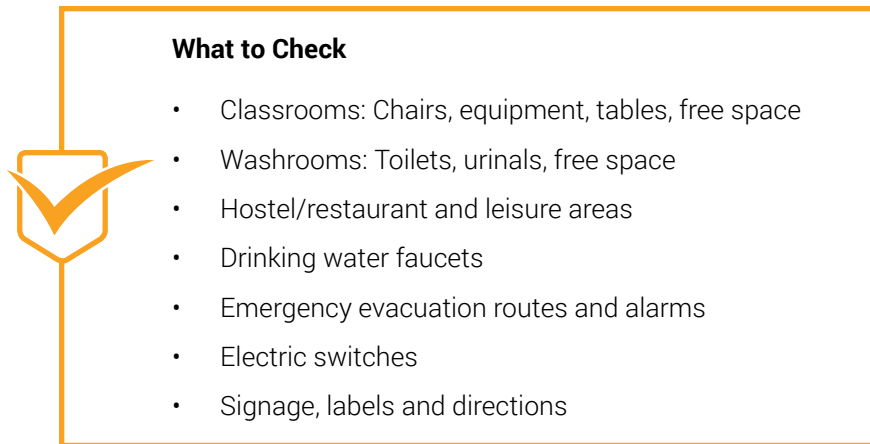 What to Check
• Classrooms: Chairs, equipment, tables, free space
• Washrooms: Toilets, urinals, free space
• Hostel/restaurant and leisure areas
• Drinking water faucets
• Emergency evacuation routes and alarms
• Electric switches
• Signage, labels and directions